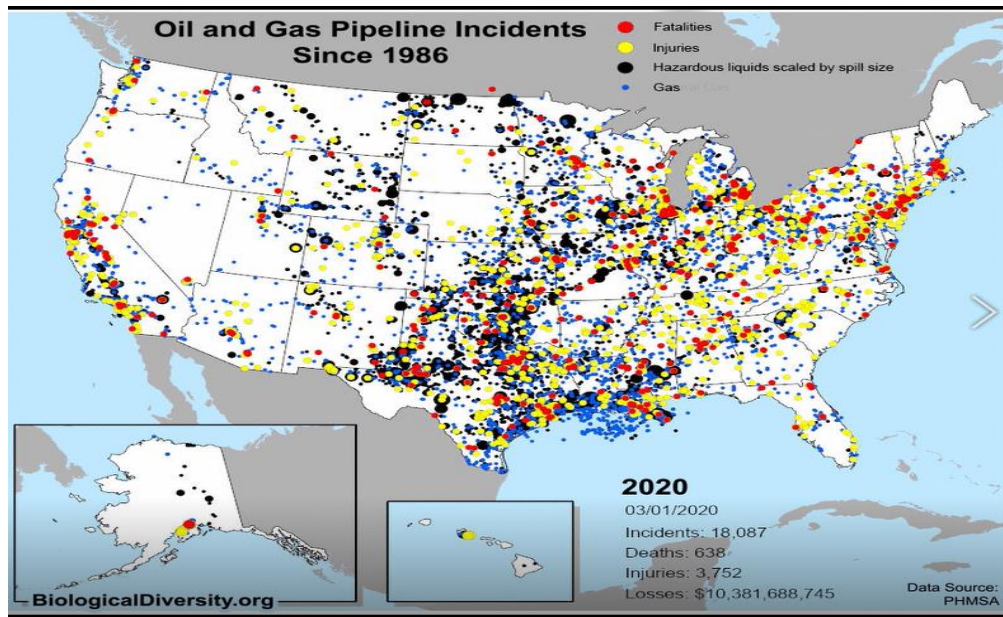 Oil and Gas Pipeline Incidents
Since 1986
Fatalities
Injuries
Hazardous liquids scaled by spill size
Gas
2020
03/01/2020
Incidents: 18,087
Deaths: 638
Injuries: 3,752
Losses: $10,381,688,745
Data Source:
PHMSA
BiologicalDiversity.org